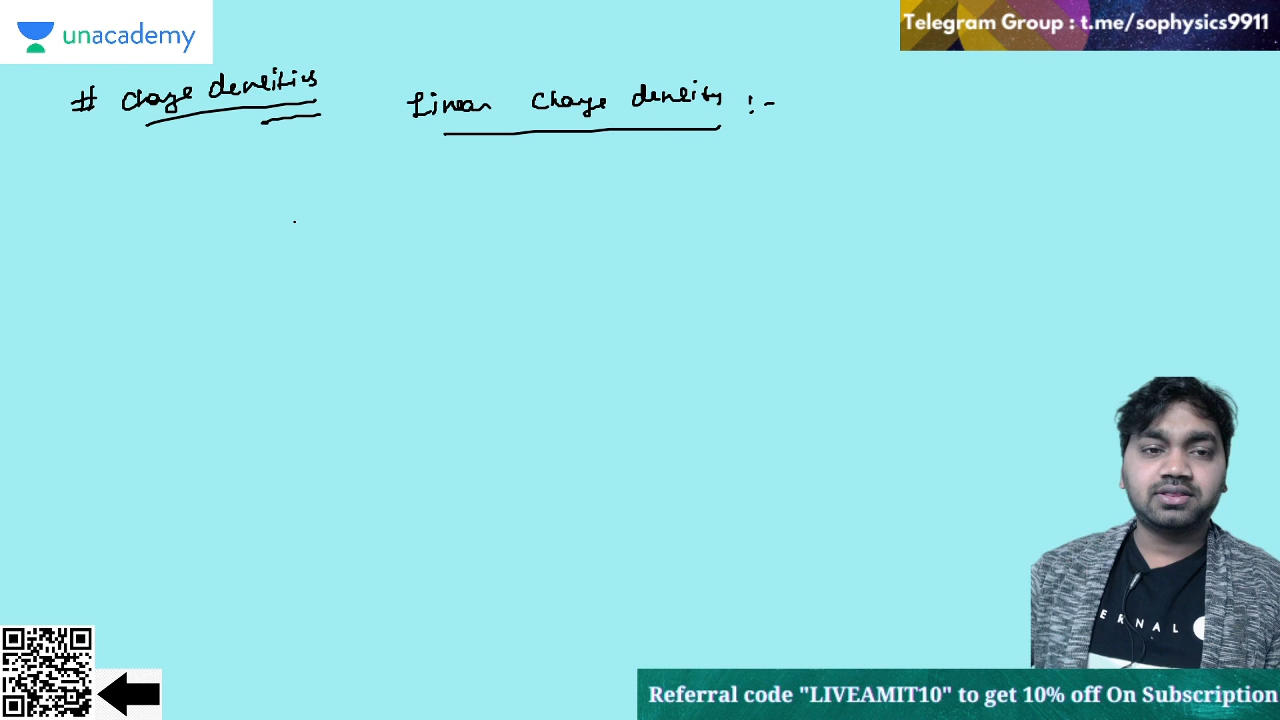 unacademy
Telegram Group : t.me/sophysics9911
# Charge densities
Linear Charge density :-
ERNAL
Referral code "LIVEAMIT10" to get 10% off On Subscription